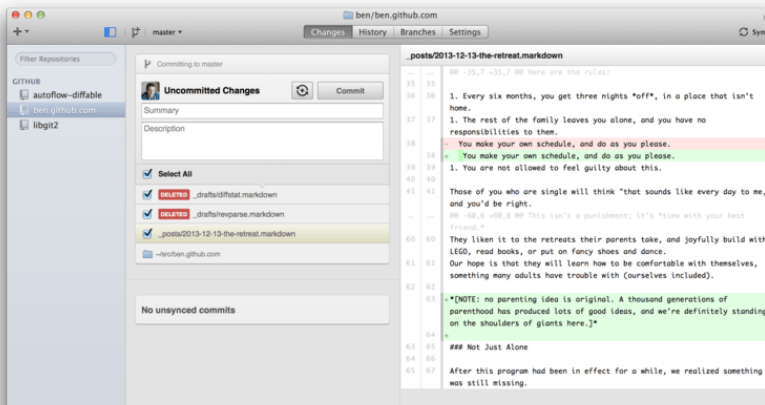 ben/ben.github.com
master
Changes History Branches Settings
Filter Repositories
GITHUB
autoflow-diffable
ben.github.com
libgit2
Committing to master
Uncommitted Changes
Commit
Summary
Description
Select All
DELETED _drafts/diffstat.markdown
DELETED _drafts/revparse.markdown
_posts/2013-12-13-the-retreat.markdown
~/src/ben.github.com
No unsynced commits
_posts/2013-12-13-the-retreat.markdown
... ... @@ -35,7 +35,7 @@ Here are the rules:
35 35
36 36 1. Every six months, you get three nights *off*, in a place that isn't
home.
37 37 1. The rest of the family leaves you alone, and you have no
responsibilities to them.
38 - You make your own schedule, and do as you please.
38 + You make your own schedule, and do as you please.
39 39 1. You are not allowed to feel guilty about this.
40 40
41 41 Those of you who are single will think "that sounds like every day to me,
and you'd be right.
... ... @@ -60,6 +60,8 @@ This isn't a punishment; it's *time with your best
friend.*
60 60 They liken it to the retreats their parents take, and joyfully build with
LEGO, read books, or put on fancy shoes and dance.
61 61 Our hope is that they will learn how to be comfortable with themselves,
something many adults have trouble with (ourselves included).
62 62
63 +*[NOTE: no parenting idea is original. A thousand generations of
parenthood has produced lots of good ideas, and we're definitely standing
on the shoulders of giants here.]*
64 +
63 65 ### Not Just Alone
64 66
65 67 After this program had been in effect for a while, we realized something
was still missing.